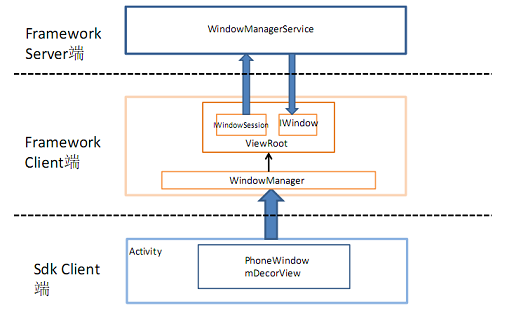 Framework
Server端
WindowManagerService
Framework
Client端
IWindowSession
IWindow
ViewRoot
WindowManager
Sdk Client
端
Activity
PhoneWindow
mDecorView